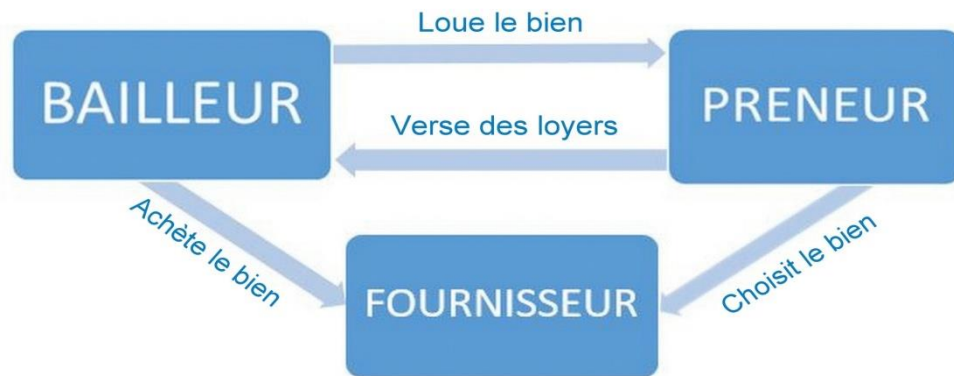 Loue le bien
BAILLEUR
PRENEUR
Verse des loyers
Achète le bien
Choisit le bien
FOURNISSEUR